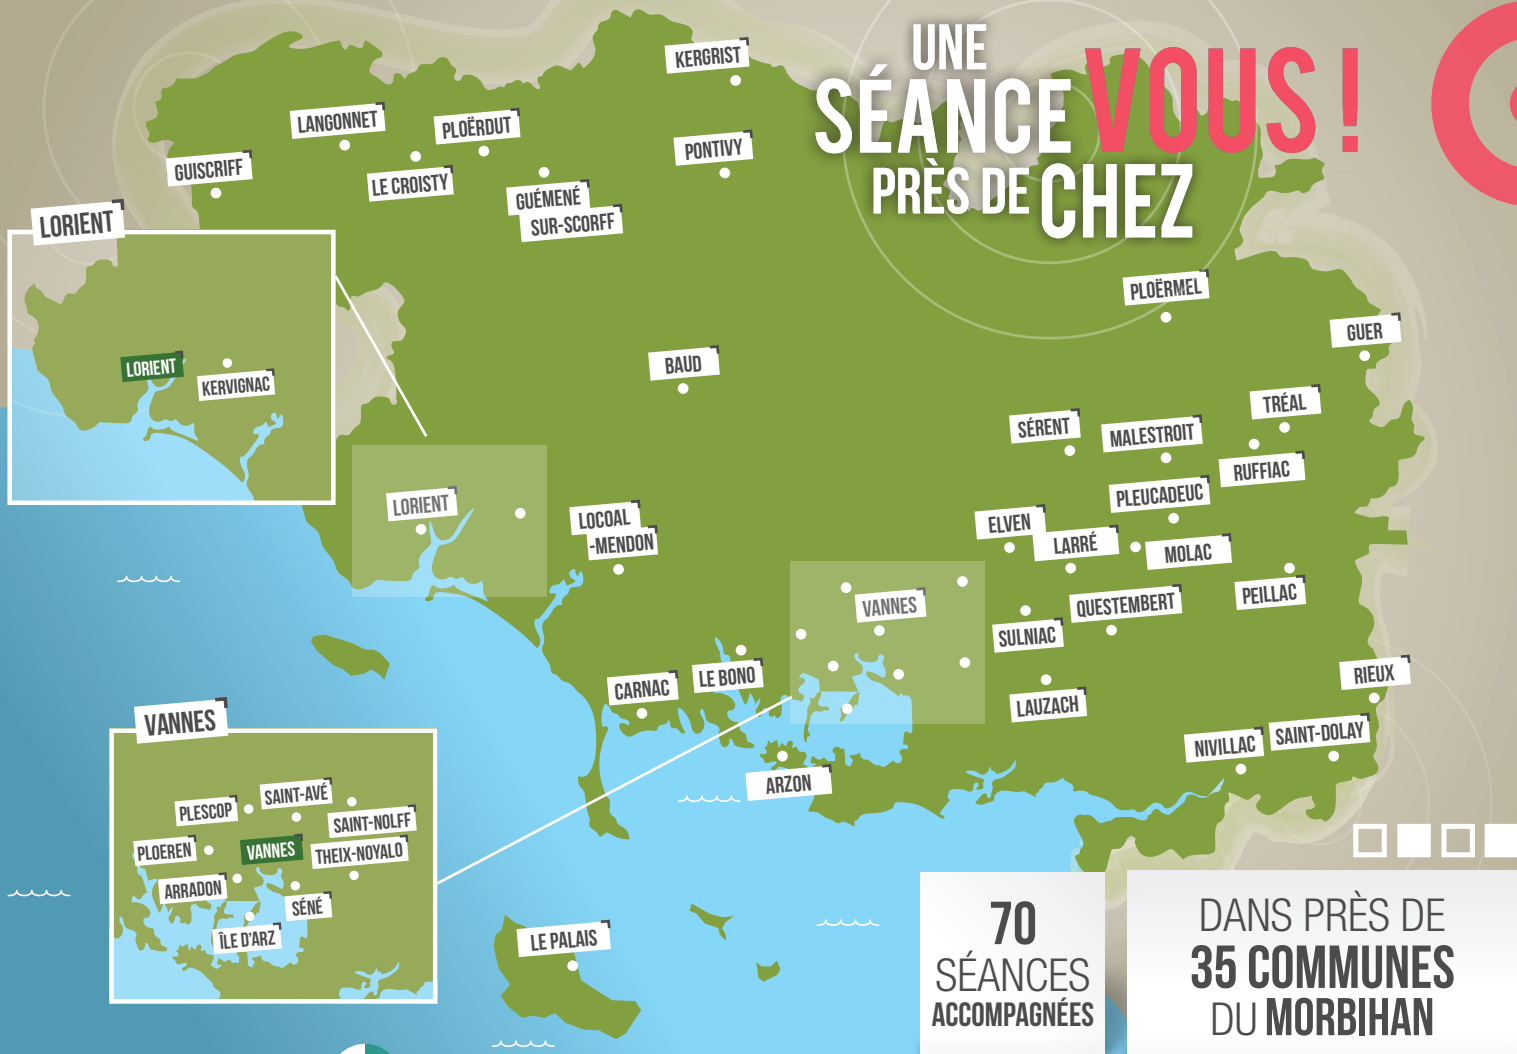 UNE
SÉANCE VOUS !
PRÈS DE CHEZ
KERGRIST
LANGONNET
PLOËRDUT
PONTIVY
GUISCRIFF
LE CROISTY
GUÉMENÉ
SUR-SCORFF
LORIENT
LORIENT
KERVIGNAC
PLOËRMEL
GUER
BAUD
TRÉAL
SÉRENT
MALESTROIT
RUFFIAC
PLEUCADEUC
LORIENT
LOCOAL
-MENDON
ELVEN
LARRÉ
MOLAC
PEILLAC
VANNES
QUESTEMBERT
SULNIAC
CARNAC
LE BONO
LAUZACH
RIEUX
NIVILLAC
SAINT-DOLAY
ARZON
VANNES
PLESCOP
SAINT-AVÉ
SAINT-NOLFF
PLOEREN
VANNES
THEIX-NOYALO
ARRADON
SÉNÉ
ÎLE D'ARZ
LE PALAIS
70
SÉANCES
ACCOMPAGNÉES
DANS PRÈS DE
35 COMMUNES
DU MORBIHAN